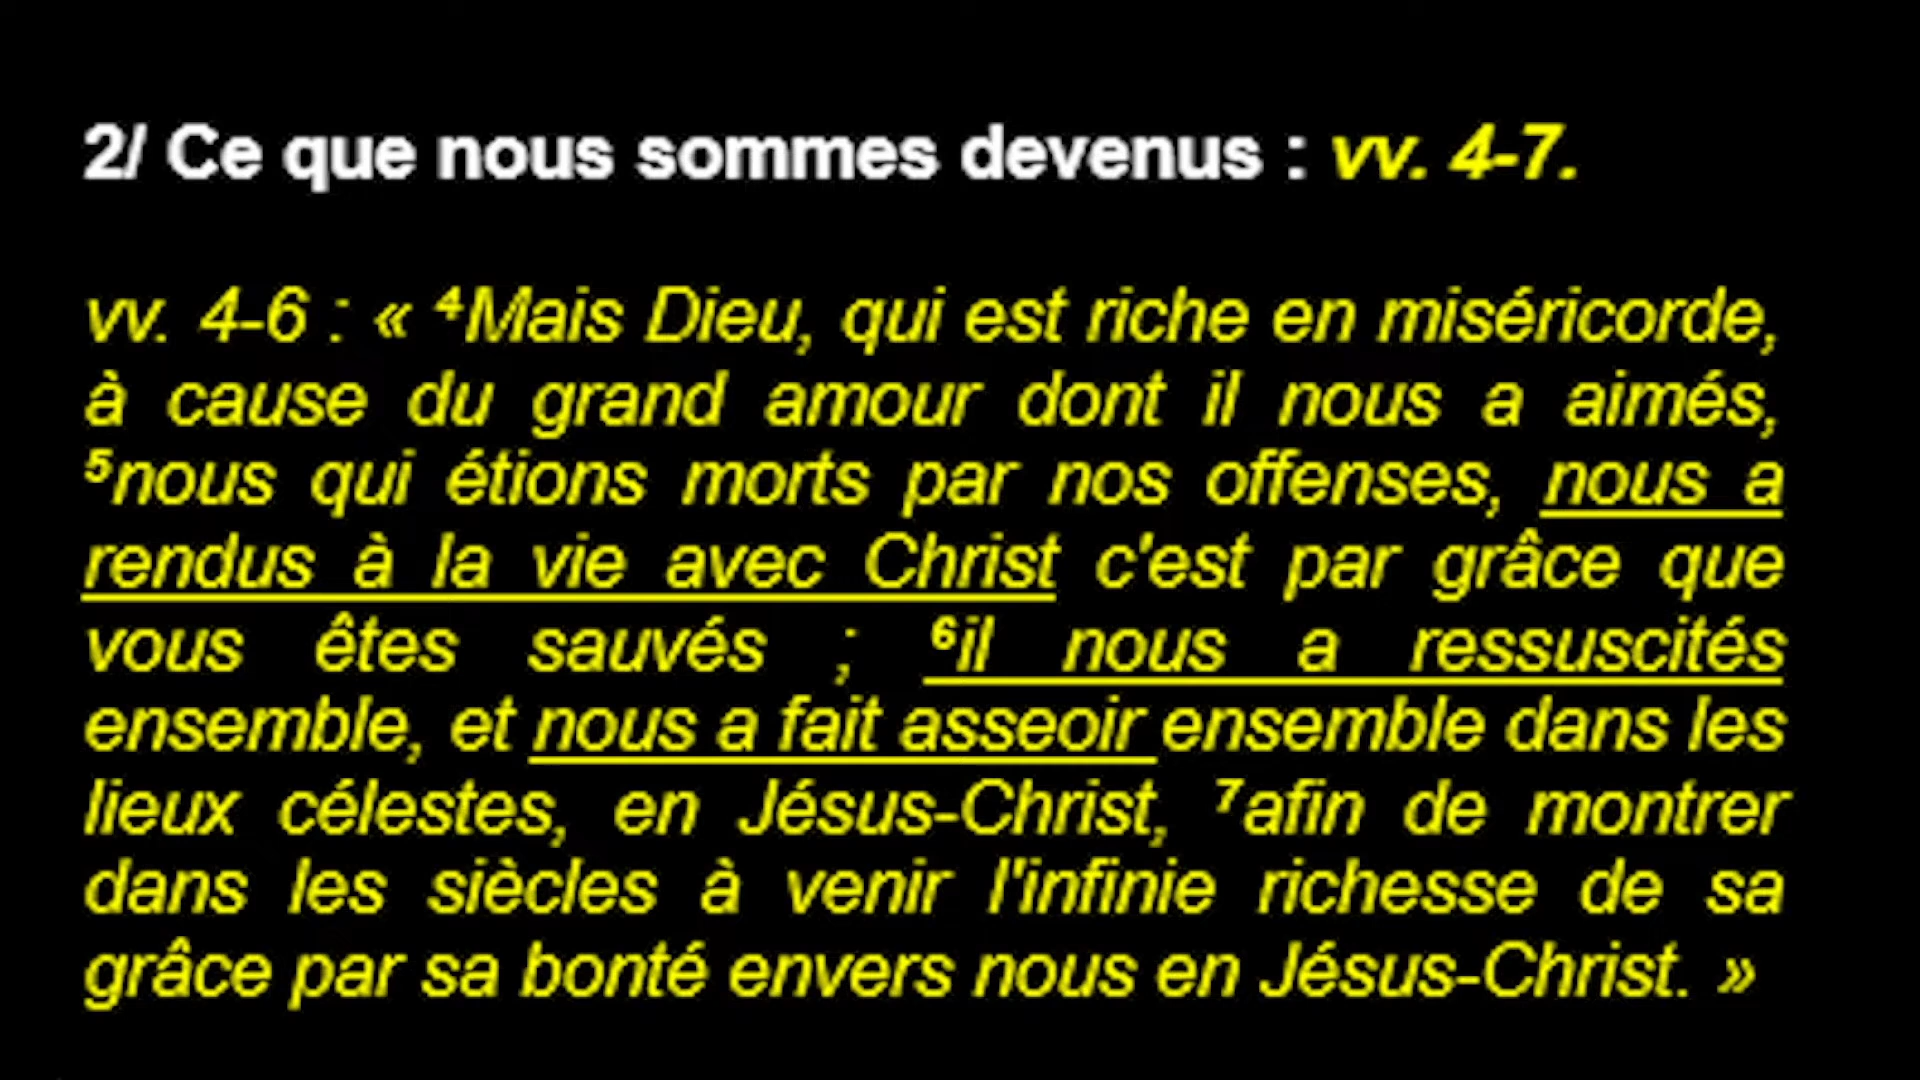 2/ Ce que nous sommes devenus : vv. 4-7.
vv. 4-6 : « ⁴Mais Dieu, qui est riche en miséricorde,
à cause du grand amour dont il nous a aimés,
⁵nous qui étions morts par nos offenses, nous a
rendus à la vie avec Christ c'est par grâce que
vous êtes sauvés ; ⁶il nous a ressuscités
ensemble, et nous a fait asseoir ensemble dans les
lieux célestes, en Jésus-Christ, ⁷afin de montrer
dans les siècles à venir l'infinie richesse de sa
grâce par sa bonté envers nous en Jésus-Christ. »